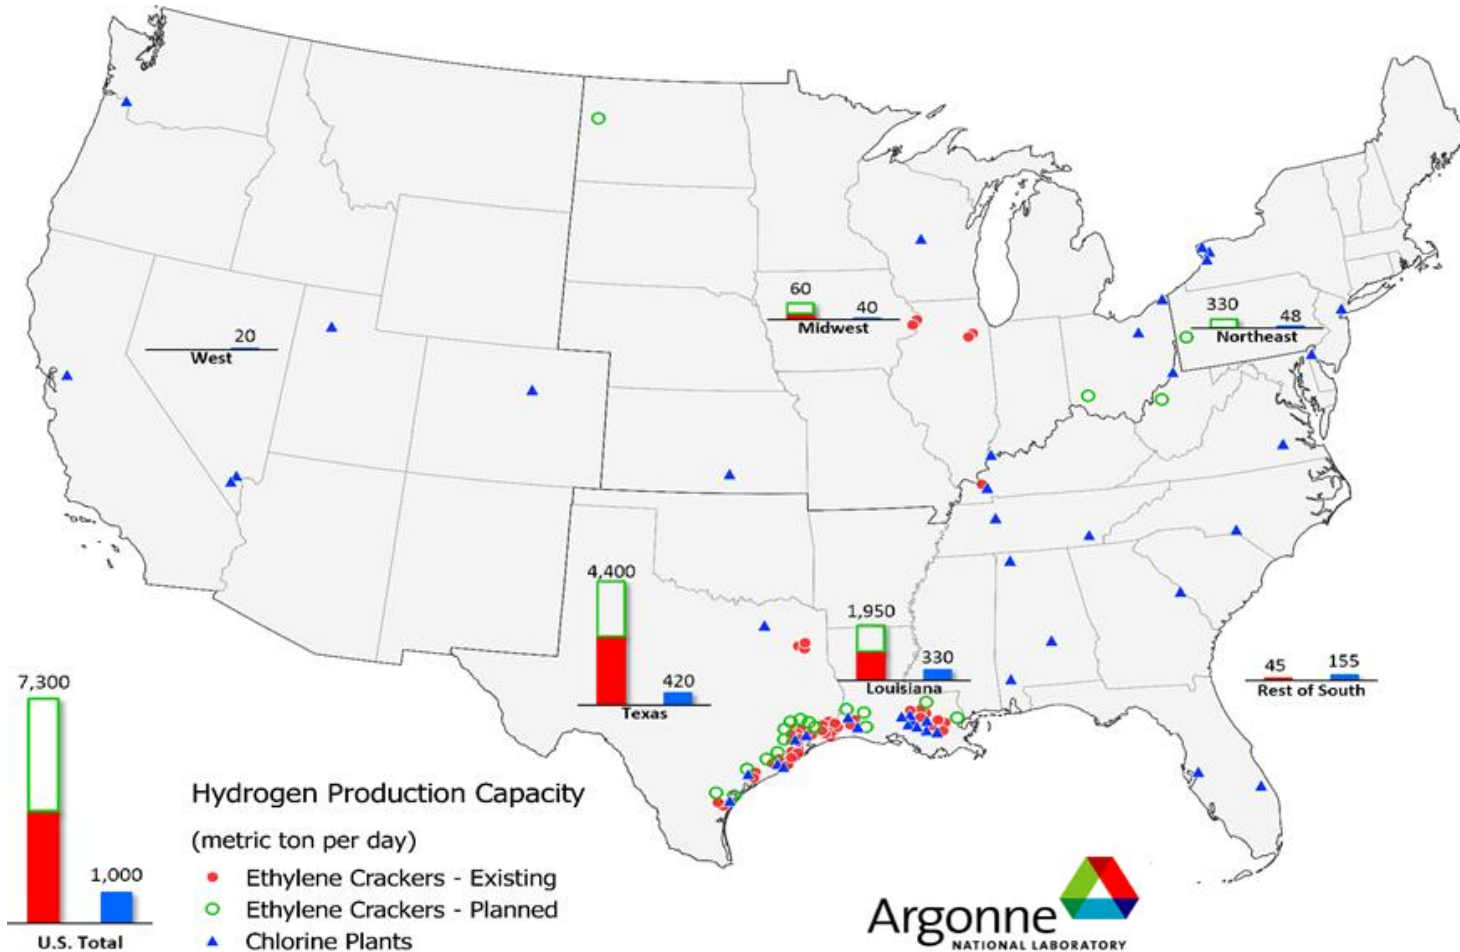 60
40
Midwest
330
48
Northeast
20
West
4,400
420
Texas
1,950
330
Louisiana
45
155
Rest of South
7,300
1,000
U.S. Total
Hydrogen Production Capacity
(metric ton per day)
Ethylene Crackers - Existing
Ethylene Crackers - Planned
Chlorine Plants
Argonne
NATIONAL LABORATORY